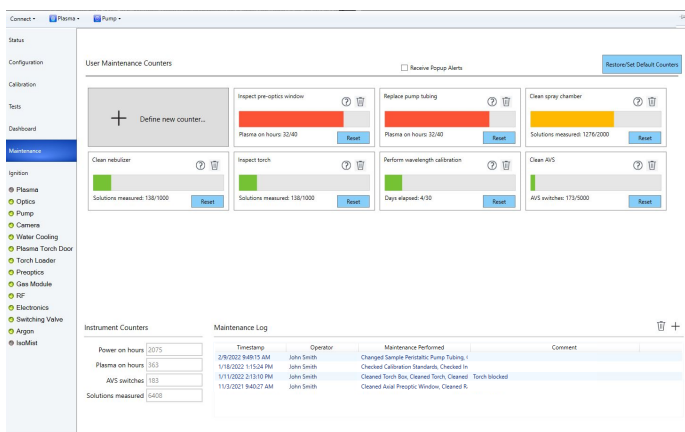 Connect
Plasma
Pump
Status
Configuration
Calibration
Tests
Dashboard
Maintenance
Ignition
Plasma
Optics
Pump
Camera
Water Cooling
Plasma Torch Door
Torch Loader
Preoptics
Gas Module
RF
Electronics
Switching Valve
Argon
IsoMist
User Maintenance Counters
Receive Popup Alerts
Restore/Set Default Counters
+ Define new counter...
Inspect pre-optics window
Plasma on hours: 32/40
Reset
Replace pump tubing
Plasma on hours: 32/40
Reset
Clean spray chamber
Solutions measured: 1276/2000
Reset
Clean nebulizer
Solutions measured: 138/1000
Reset
Inspect torch
Solutions measured: 138/1000
Reset
Perform wavelength calibration
Days elapsed: 4/30
Reset
Clean AVS
AVS switches: 173/5000
Reset
Instrument Counters
Power on hours 2075
Plasma on hours 363
AVS switches 183
Solutions measured 6408
Maintenance Log
Timestamp Operator Maintenance Performed Comment
2/9/2022 9:49:15 AM John Smith Changed Sample Peristaltic Pump Tubing,
1/18/2022 1:15:24 PM John Smith Checked Calibration Standards, Checked In
1/11/2022 2:13:10 PM John Smith Cleaned Torch Box, Cleaned Torch, Cleaned Torch blocked
11/3/2021 9:40:27 AM John Smith Cleaned Axial Preoptic Window, Cleaned R